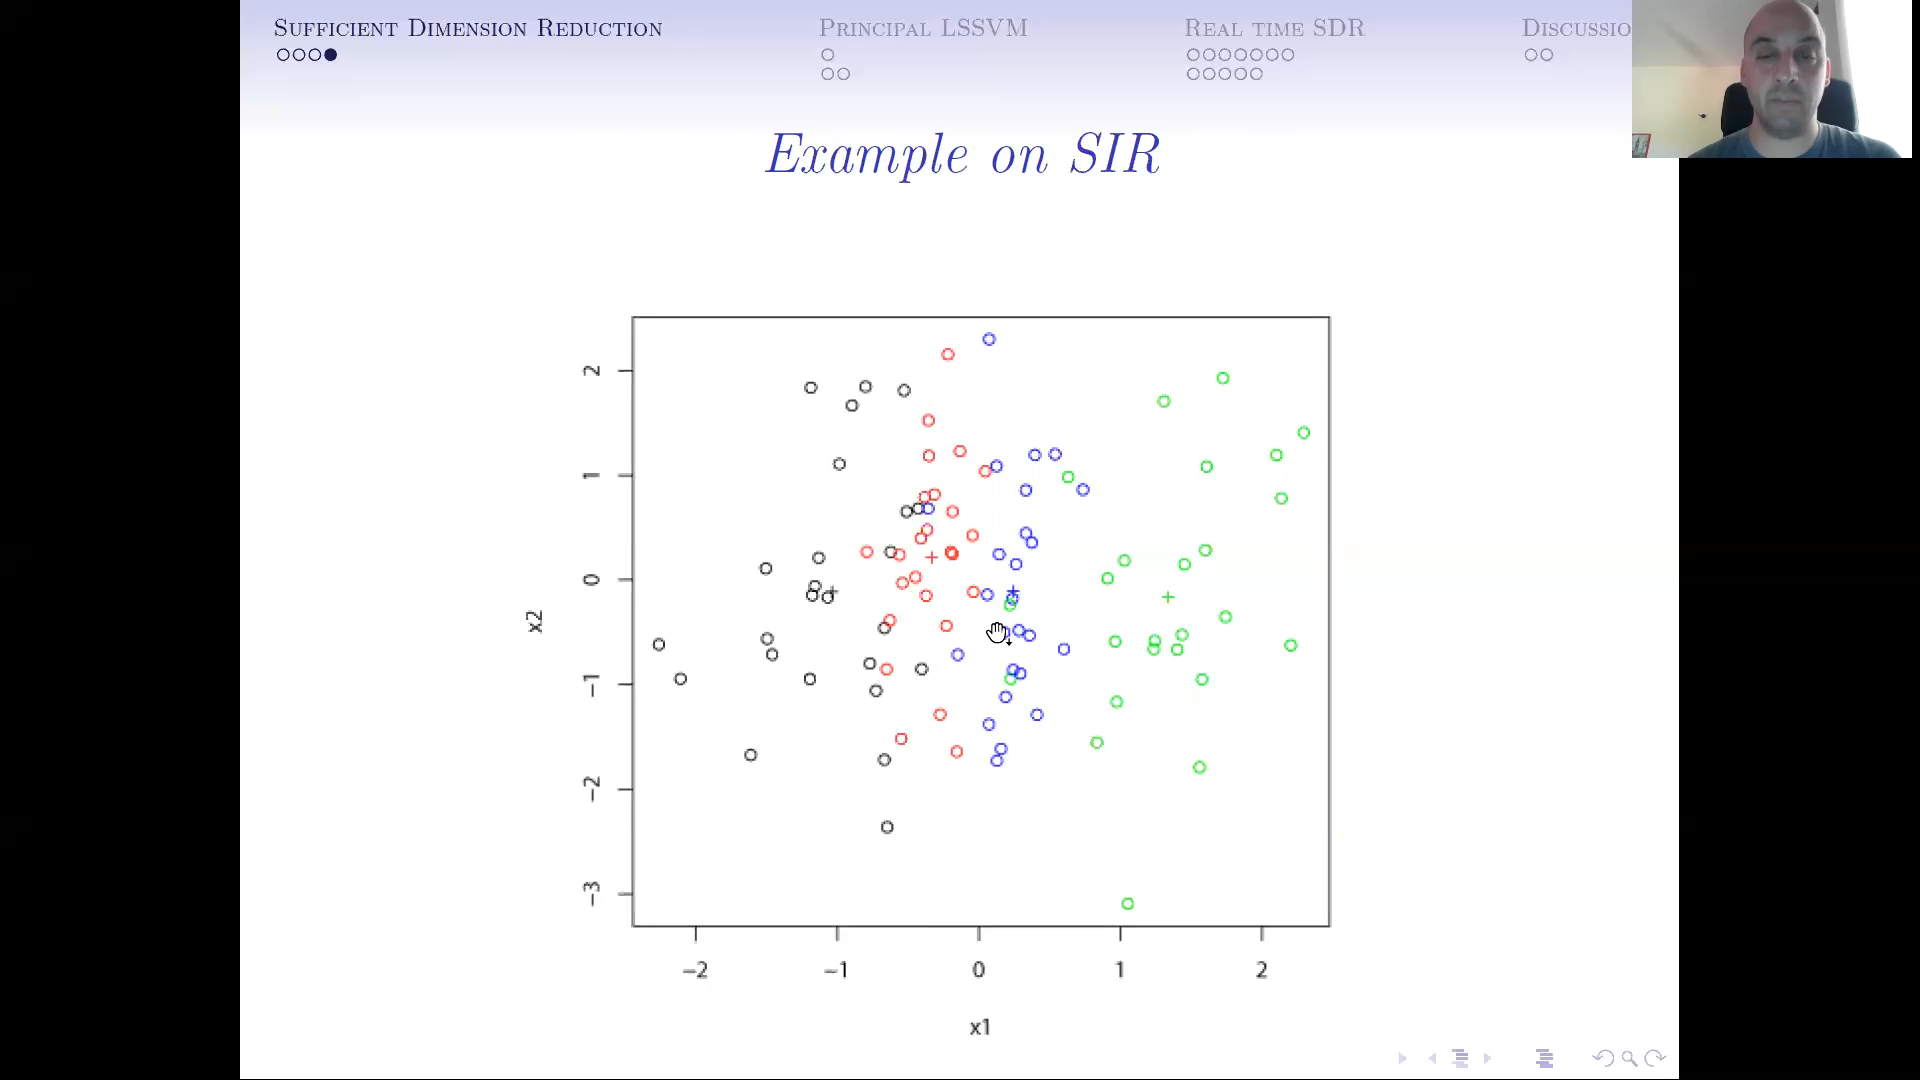 Sufficient Dimension Reduction
Principal LSSVM
Real time SDR
Discussio
Example on SIR
2
1
0
−1
−2
−3
x2
−2
−1
0
1
2
x1